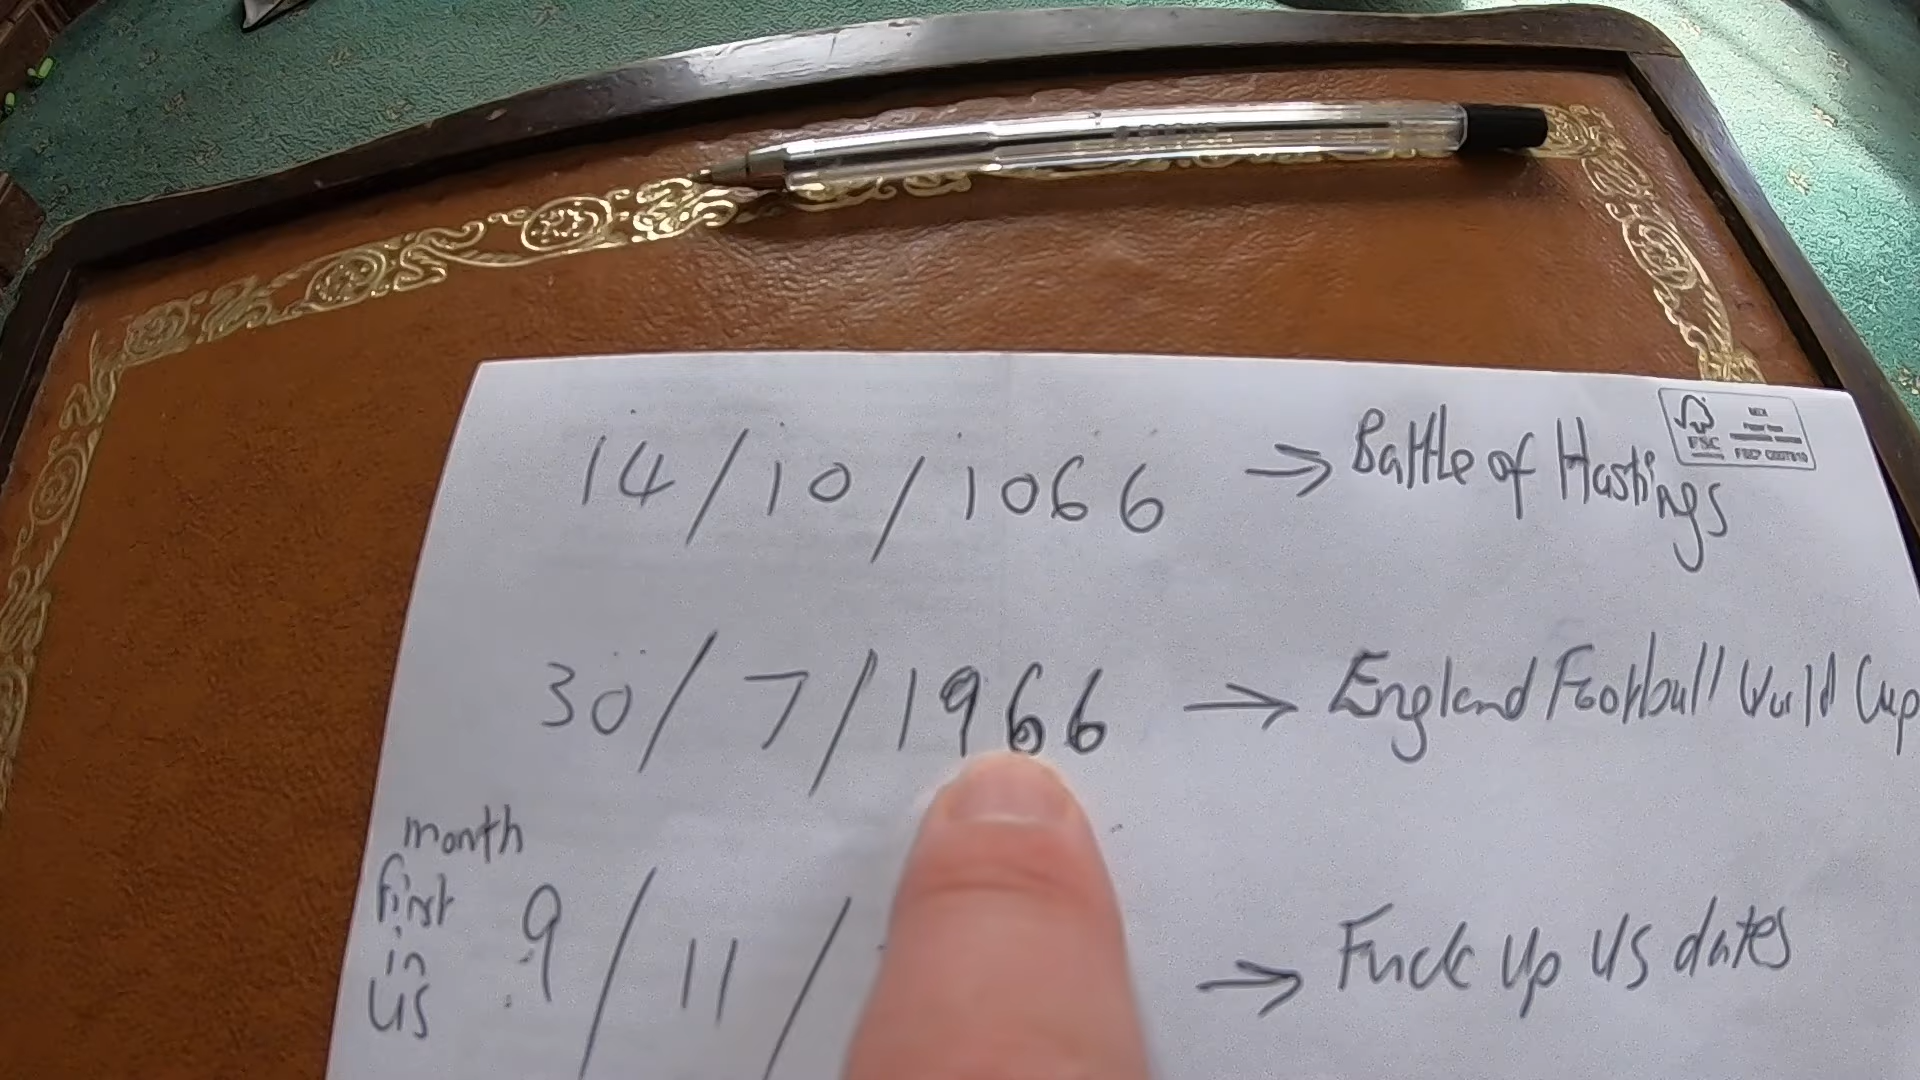 14/10/1066 → Battle of Hastings
FSC
30/7/1966 → England Football World Cup
month
first
in
US
9/11/ → Fuck Up US dates